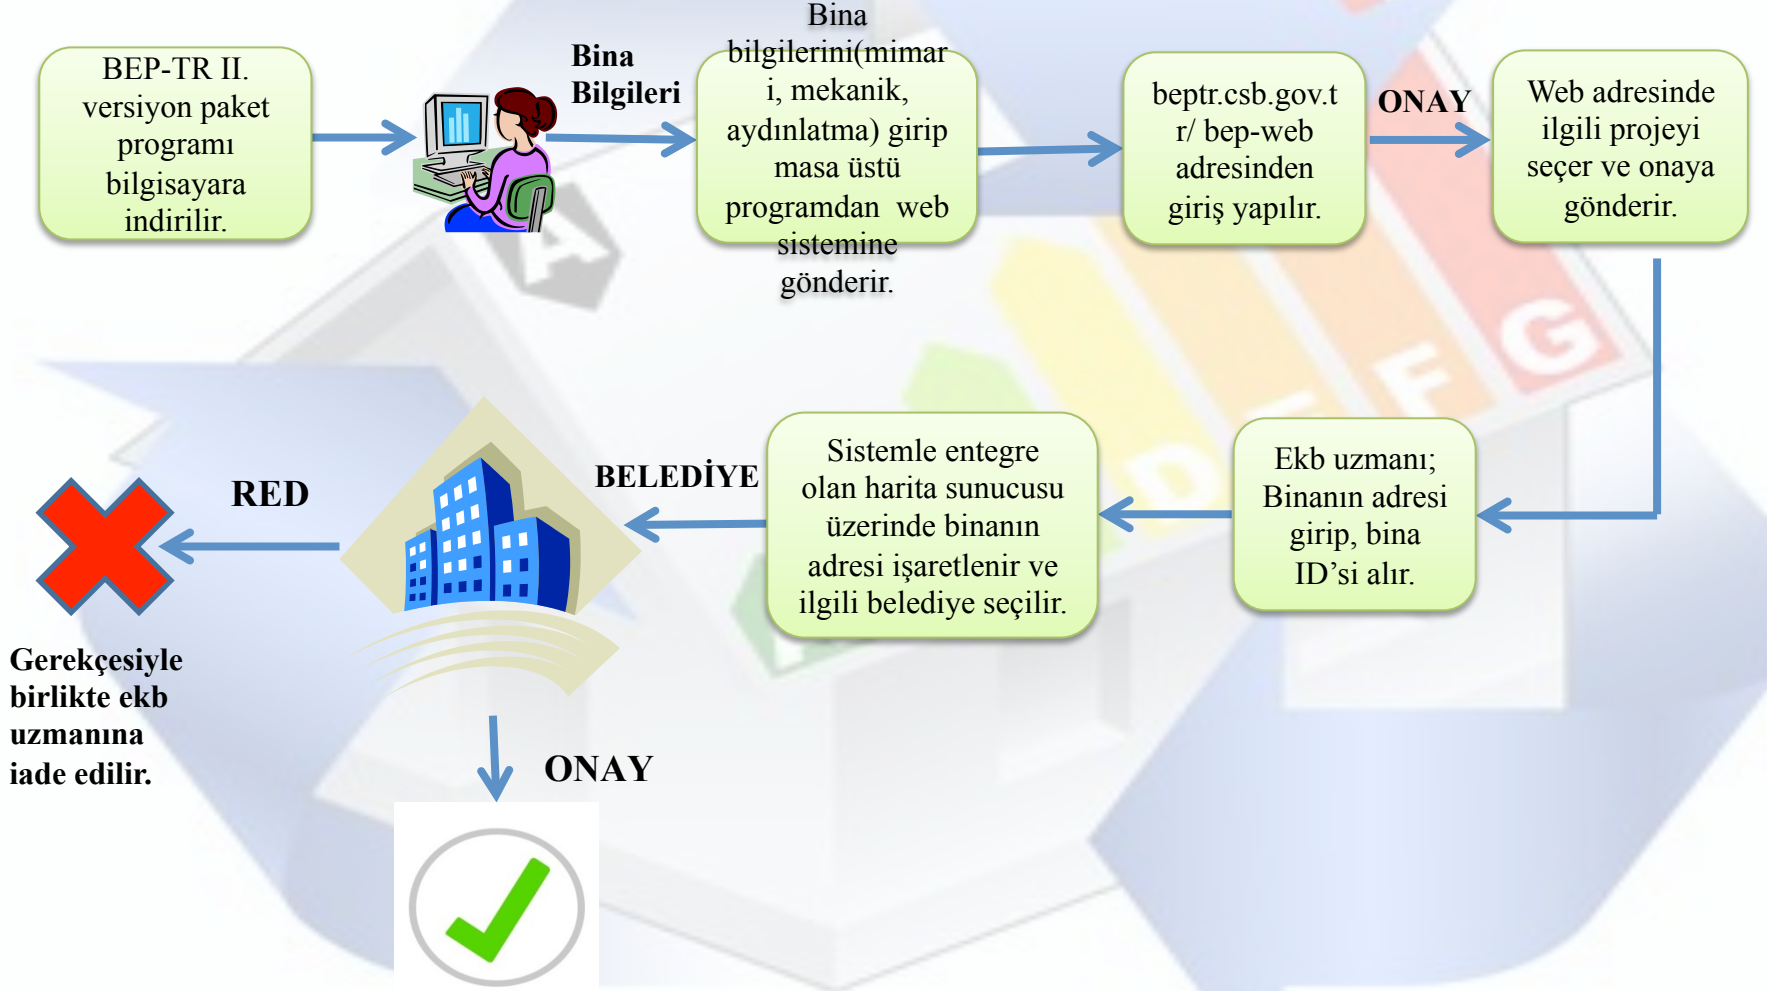 BEP-TR II.
versiyon paket
programı
bilgisayara
indirilir.
Bina
Bilgileri
Bina
bilgilerini(mimar
i, mekanik,
aydınlatma) girip
masa üstü
programdan web
sistemine
gönderir.
beptr.csb.gov.t
r/ bep-web
adresinden
giriş yapılır.
ONAY
Web adresinde
ilgili projeyi
seçer ve onaya
gönderir.
Ekb uzmanı;
Binanın adresi
girip, bina
ID’si alır.
Sistemle entegre
olan harita sunucusu
üzerinde binanın
adresi işaretlenir ve
ilgili belediye seçilir.
BELEDİYE
RED
Gerekçesiyle
birlikte ekb
uzmanına
iade edilir.
ONAY
A
D
E
F
G